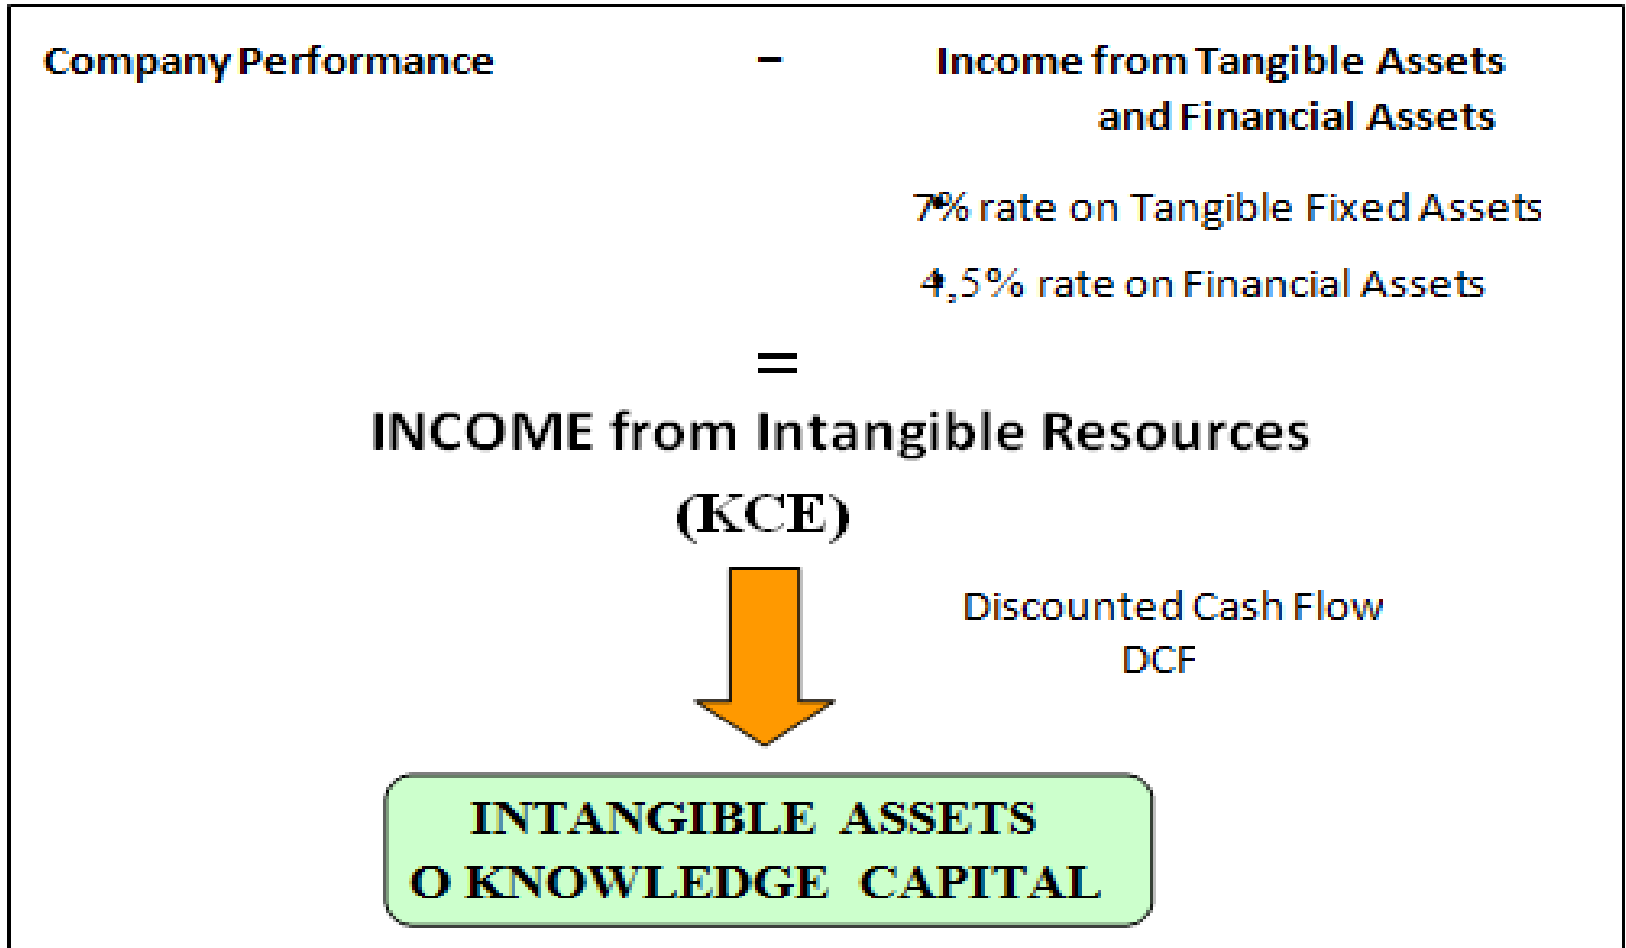 Company Performance – Income from Tangible Assets
and Financial Assets
7% rate on Tangible Fixed Assets
4,5% rate on Financial Assets
=
INCOME from Intangible Resources
(KCE)
Discounted Cash Flow
DCF
INTANGIBLE ASSETS
O KNOWLEDGE CAPITAL